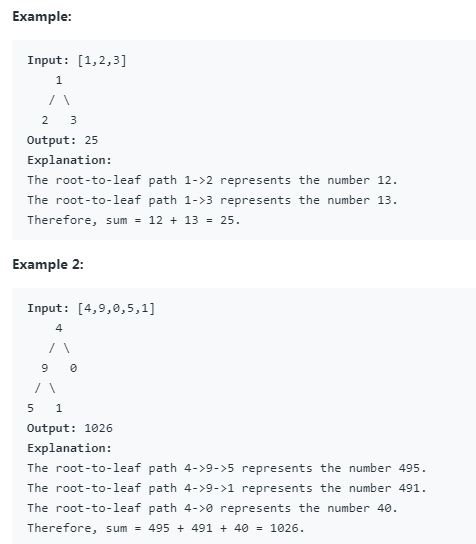 Example:
Input: [1,2,3]
1
/ \
2 3
Output: 25
Explanation:
The root-to-leaf path 1->2 represents the number 12.
The root-to-leaf path 1->3 represents the number 13.
Therefore, sum = 12 + 13 = 25.
Example 2:
Input: [4,9,0,5,1]
4
/ \
9 0
/ \
5 1
Output: 1026
Explanation:
The root-to-leaf path 4->9->5 represents the number 495.
The root-to-leaf path 4->9->1 represents the number 491.
The root-to-leaf path 4->0 represents the number 40.
Therefore, sum = 495 + 491 + 40 = 1026.